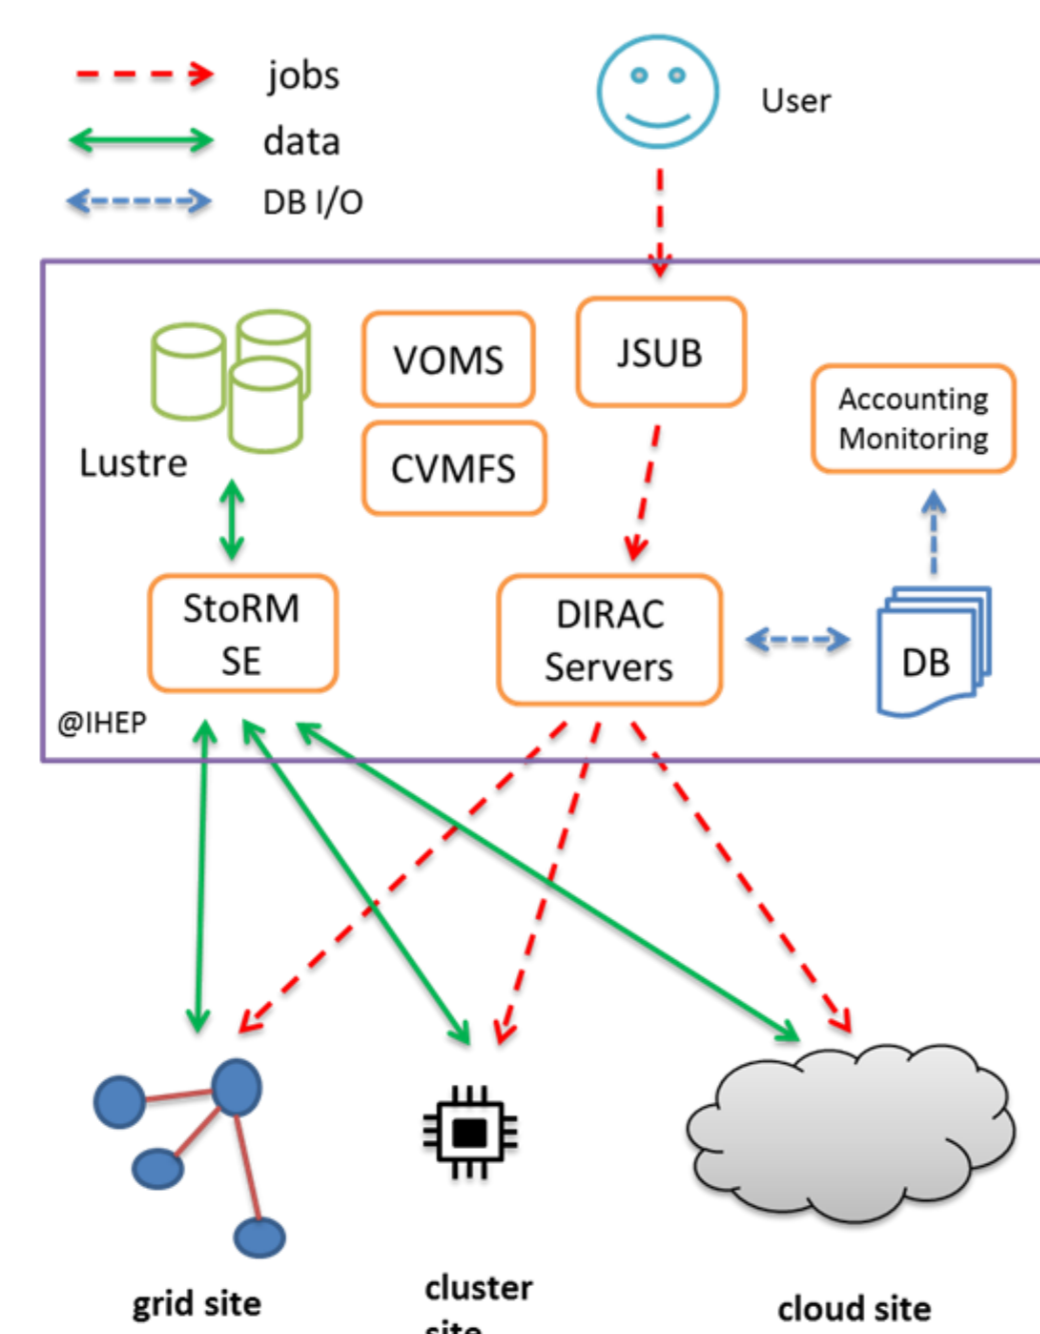 jobs
data
DB I/O
User
VOMS
JSUB
CVMFS
Lustre
Accounting
Monitoring
StoRM
SE
DIRAC
Servers
DB
@IHEP
grid site
cluster
site
cloud site